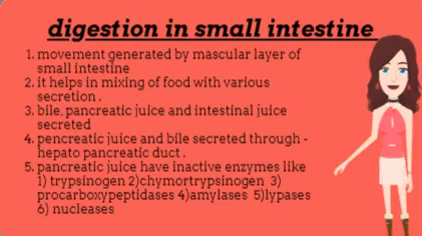 digestion in small intestine
1. movement generated by mascular layer of
small intestine
2. it helps in mixing of food with various
secretion .
3. bile, pancreatic juice and intestinal juice
secreted
4. pencreatic juice and bile secreted through -
hepato pancreatic duct .
5. pancreatic juice have inactive enzymes like
1) trypsinogen 2)chymortrypsinogen 3)
procarboxypeptidases 4)amylases 5)lypases
6) nucleases